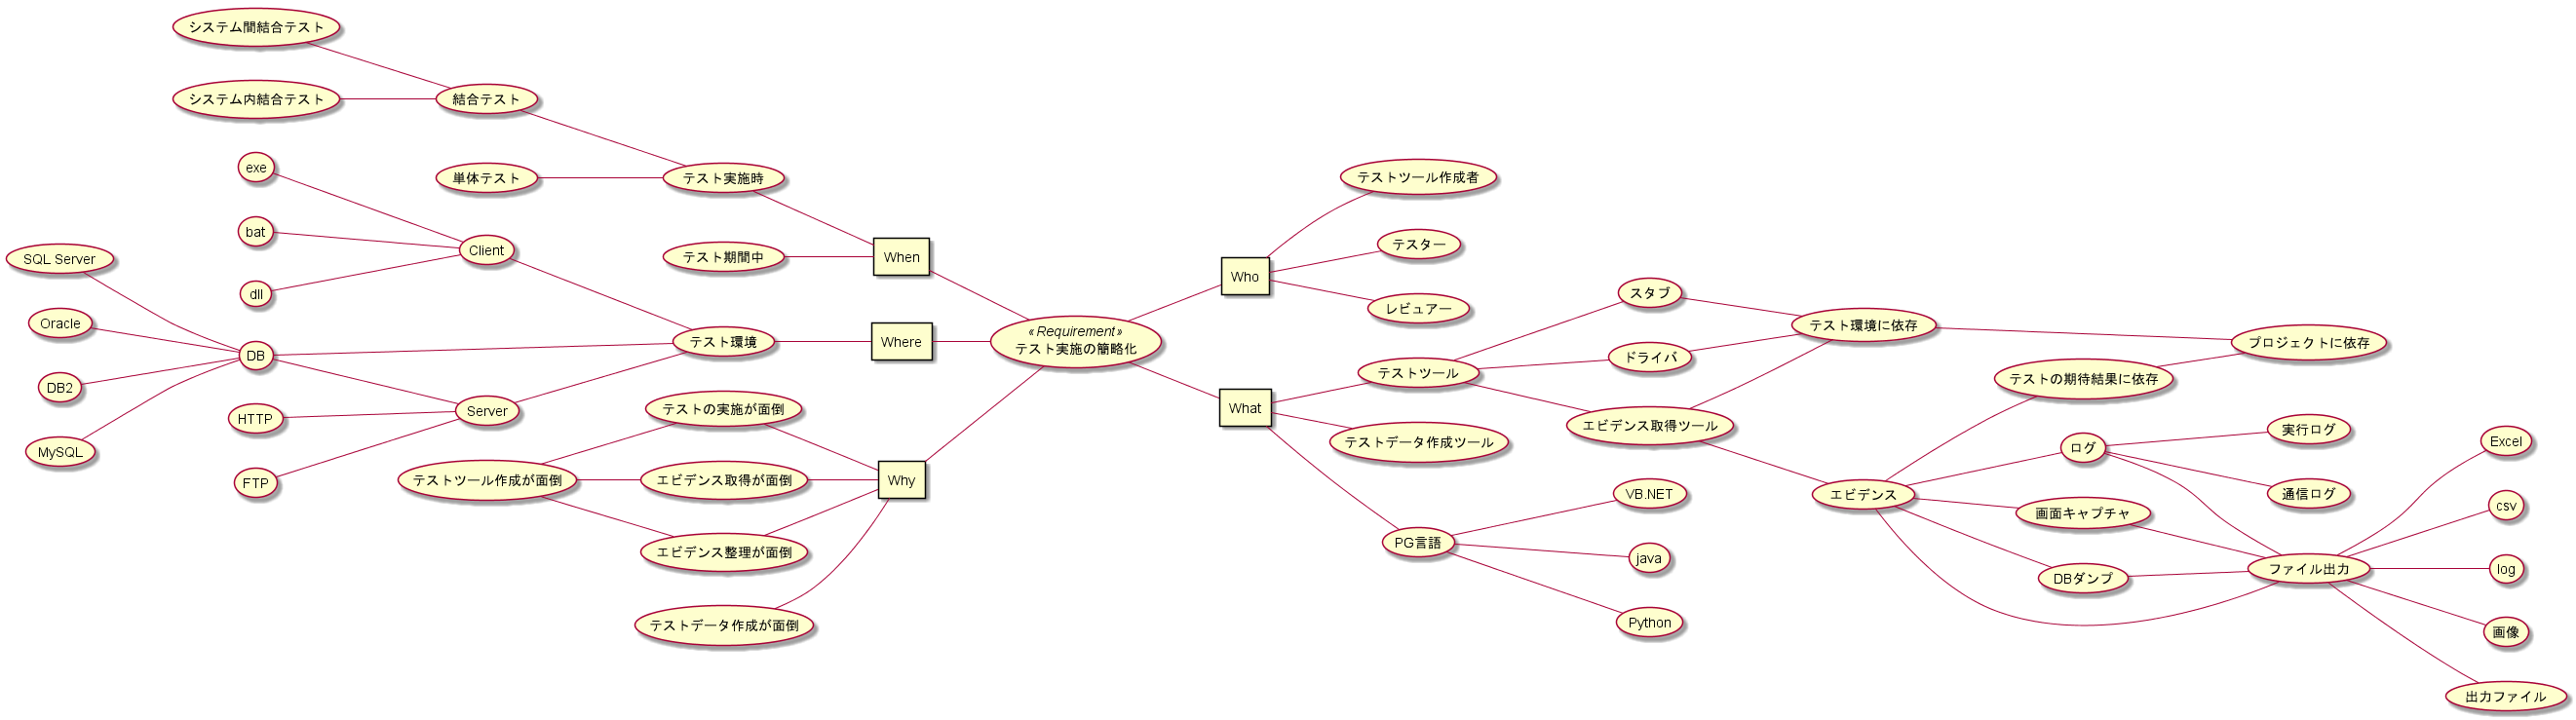 システム間結合テスト
システム内結合テスト
結合テスト
exe
単体テスト
テスト実施時
テストツール作成者
bat
Client
テスター
SQL Server
テスト期間中
When
Who
dll
スタブ
レビュアー
Oracle
テスト環境に依存
« Requirement »
テスト実施の簡略化
DB
テスト環境
Where
ドライバ
プロジェクトに依存
DB2
テストツール
テストの期待結果に依存
HTTP
Server
テストの実施が面倒
What
エビデンス取得ツール
実行ログ
MySQL
テストデータ作成ツール
ログ
Excel
FTP
テストツール作成が面倒
エビデンス取得が面倒
Why
VB.NET
エビデンス
通信ログ
csv
画面キャプチャ
エビデンス整理が面倒
PG言語
java
DBダンプ
ファイル出力
log
テストデータ作成が面倒
Python
画像
出力ファイル